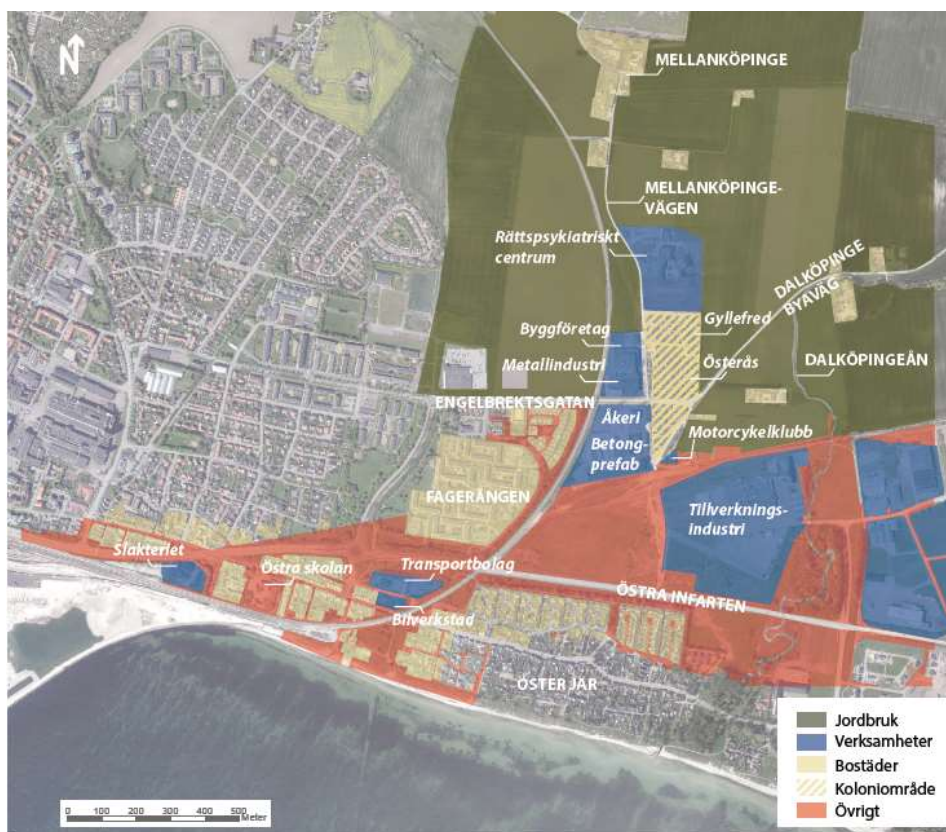 N
MELLANKÖPINGE
MELLANKÖPINGE-
VÄGEN
Rättspsykiatriskt
centrum
DALKÖPINGE
BYAVÄG
Byggföretag
Gyllefred
Metallindustri
Österås
DALKÖPINGEÅN
ENGELBREKTSGATAN
Åkeri
Motorcykelklubb
Betong-
prefab
FAGERÄNGEN
Tillverknings-
industri
Slakteriet
Östra skolan
Transportbolag
ÖSTRA INFARTEN
Bilverkstad
ÖSTER JÄR
Jordbruk
Verksamheter
Bostäder
Koloniområde
Övrigt
0 100 200 300 400 500
Meter